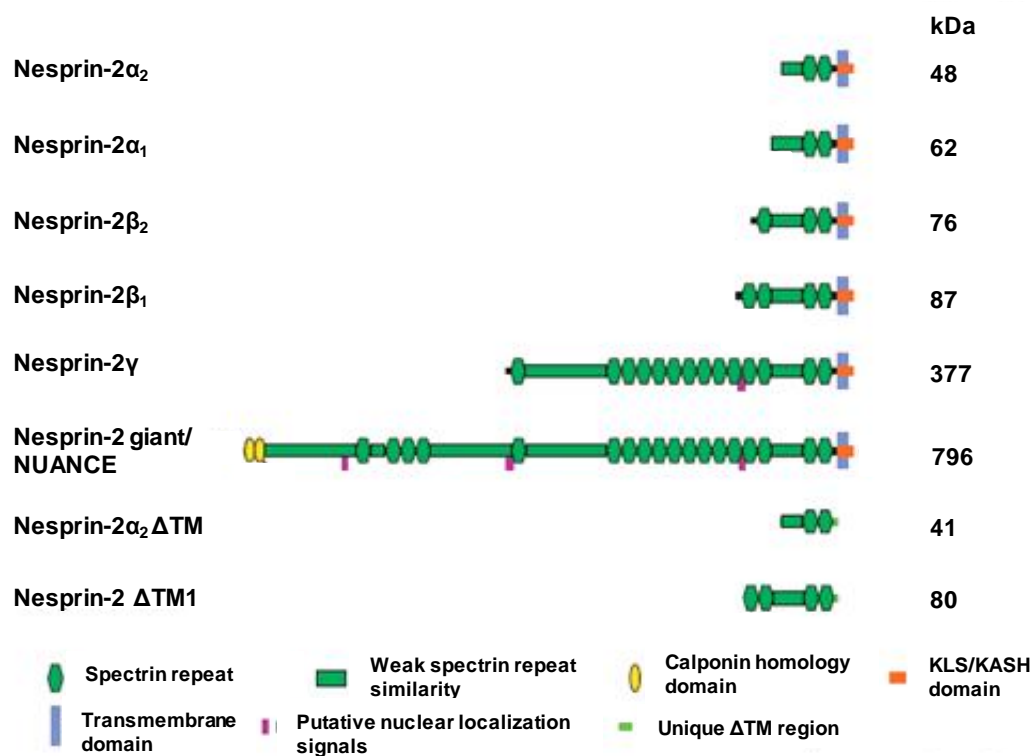 kDa
Nesprin-2α₂ 48
Nesprin-2α₁ 62
Nesprin-2β₂ 76
Nesprin-2β₁ 87
Nesprin-2γ 377
Nesprin-2 giant/
NUANCE 796
Nesprin-2α₂ ΔTM 41
Nesprin-2 ΔTM1 80
Spectrin repeat
Weak spectrin repeat
similarity
Calponin homology
domain
KLS/KASH
domain
Transmembrane
domain
Putative nuclear localization
signals
Unique ΔTM region